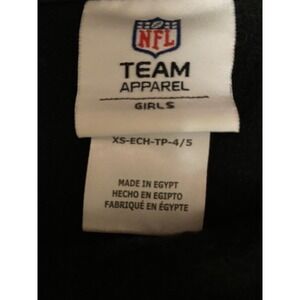 NFL
TEAM
APPAREL
GIRLS
XS-ECH-TP-4/5
MADE IN EGYPT
HECHO EN EGIPTO
FABRIQUÉ EN ÉGYPTE